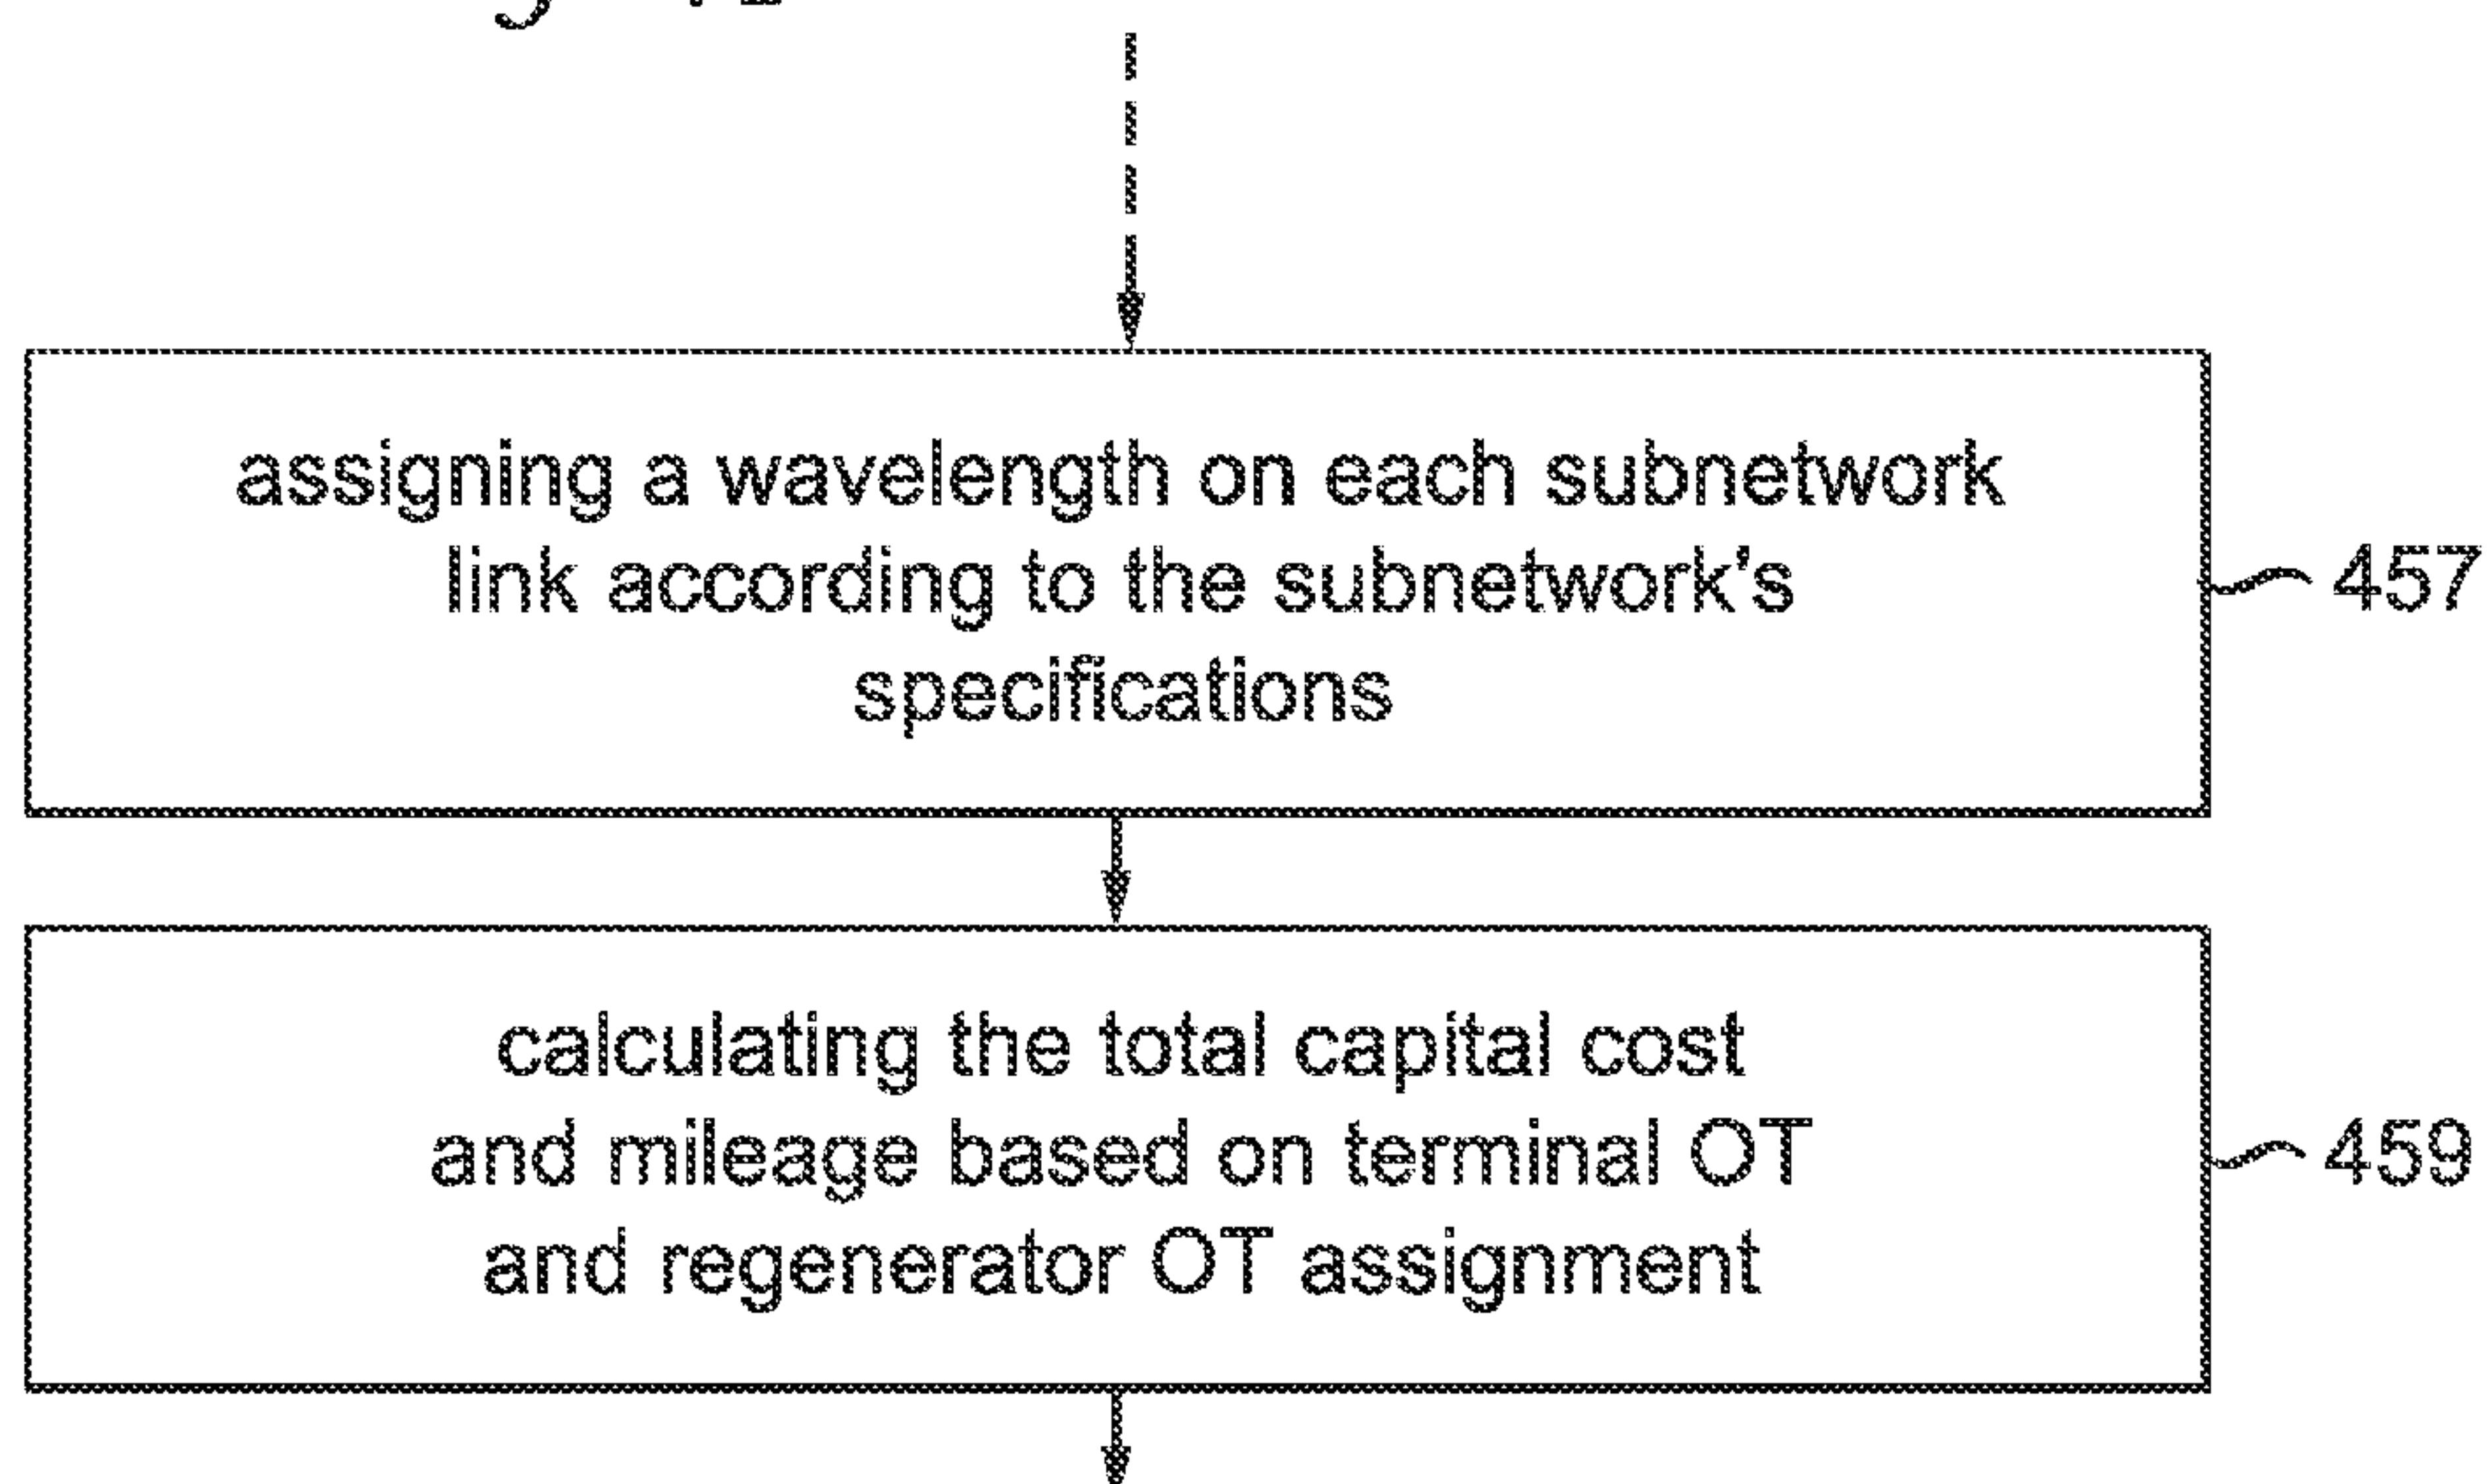 assigning a wavelength on each subnetwork
link according to the subnetwork's
specifications
457
calculating the total capital cost
and mileage based on terminal OT
and regenerator OT assignment
459